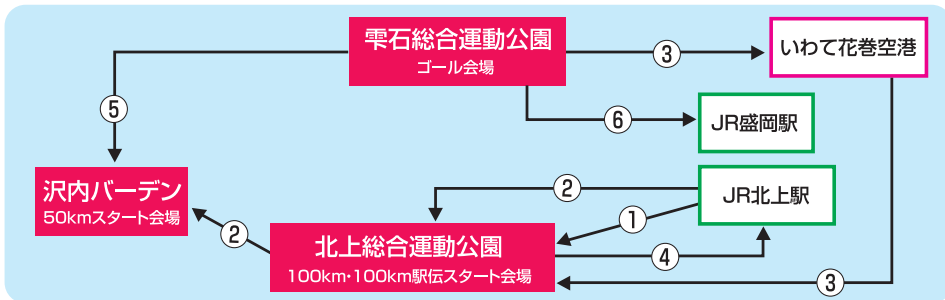 雫石総合運動公園
ゴール会場
③
いわて花巻空港
⑤
⑥
JR盛岡駅
沢内バーデン
50kmスタート会場
②
JR北上駅
①
②
北上総合運動公園
100km・100km駅伝スタート会場
④
③